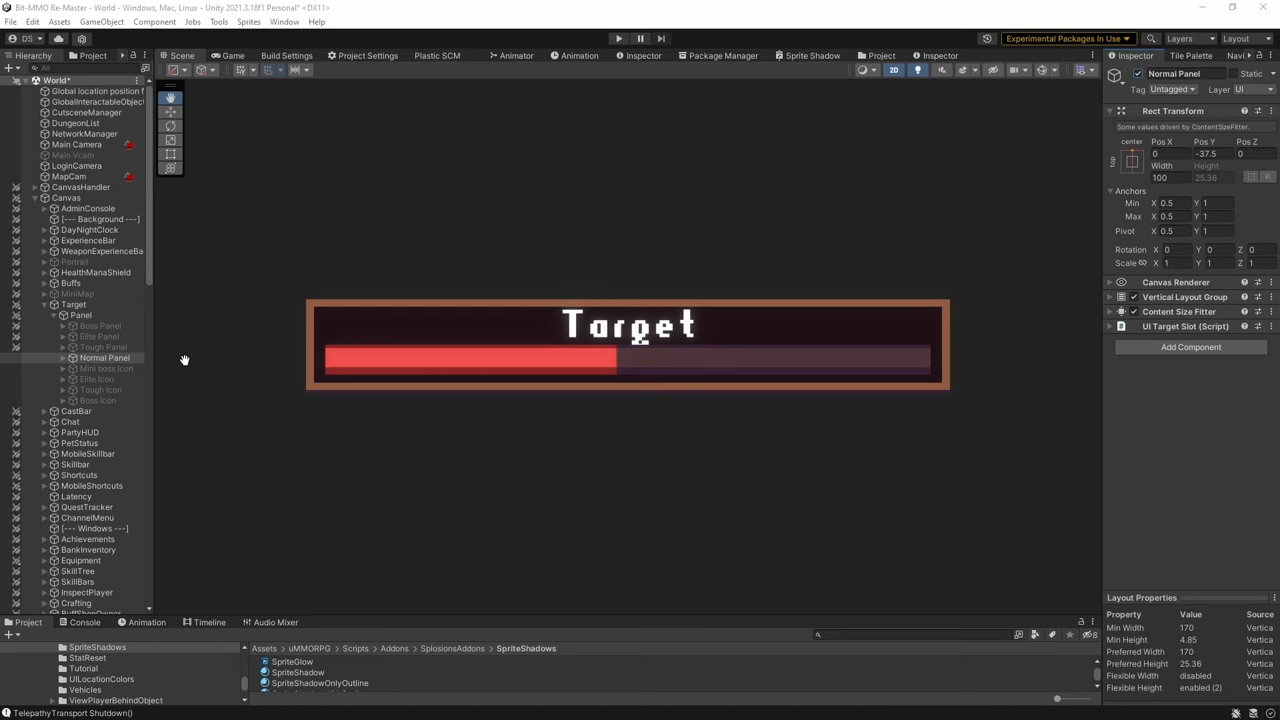 Bit-MMO Re-Master - World - Windows, Mac, Linux - Unity 2021.3.18f1 Personal* <DX11>
File Edit Assets GameObject Component Jobs Tools Sprites Window Help
DS Experimental Packages In Use Layers Layout
Hierarchy Project Scene Game Build Settings Project Settings Plastic SCM Animator Animation Inspector Package Manager Sprite Shadow Project Inspector Inspector Tile Palette Navi
All
2D
World*
Global location position f
GlobalInteractableObject
CutsceneManager
DungeonList
NetworkManager
Main Camera
Main Vcam
LoginCamera
MapCam
CanvasHandler
Canvas
AdminConsole
[--- Background ---]
DayNightClock
ExperienceBar
WeaponExperienceBa
Portrait
HealthManaShield
Buffs
MiniMap
Target
Panel
Boss Panel
Elite Panel
Tough Panel
Normal Panel
Mini boss Icon
Elite Icon
Tough Icon
Boss Icon
CastBar
Chat
PartyHUD
PetStatus
MobileSkillbar
Skillbar
Shortcuts
MobileShortcuts
Latency
QuestTracker
ChannelMenu
[--- Windows ---]
Achievements
BankInventory
Equipment
SkillTree
SkillBars
InspectPlayer
Crafting
BuffShopOwner
Target
Normal Panel Static
Tag Untagged Layer UI
Rect Transform
Some values driven by ContentSizeFitter.
center Pos X Pos Y Pos Z
top 0 -37.5 0
Width Height
100 25.36 R
Anchors
Min X 0.5 Y 1
Max X 0.5 Y 1
Pivot X 0.5 Y 1
Rotation X 0 Y 0 Z 0
Scale X 1 Y 1 Z 1
Canvas Renderer
Vertical Layout Group
Content Size Fitter
UI Target Slot (Script)
Add Component
Layout Properties
Property Value Source
Min Width 170 Vertica
Min Height 4.85 Vertica
Preferred Width 170 Vertica
Preferred Height 25.36 Vertica
Flexible Width disabled
Flexible Height enabled (2) Vertica
Project Console Animation Timeline Audio Mixer
8
SpriteShadows
StatReset
Tutorial
UILocationColors
Vehicles
ViewPlayerBehindObject
Assets uMMORPG Scripts Addons SplosionsAddons SpriteShadows
SpriteGlow
SpriteShadow
SpriteShadowOnlyOutline
TelepathyTransport Shutdown()